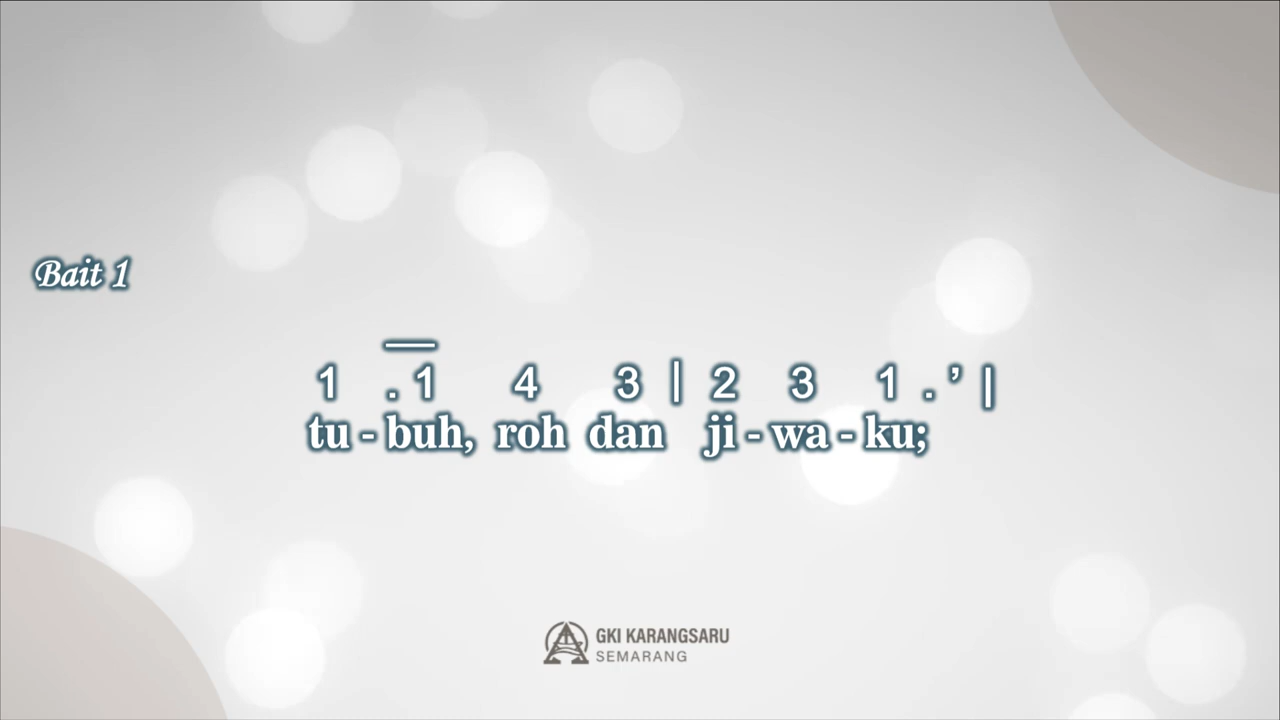 Bait 1
1 . 1 4 3 | 2 3 1 . ’ |
tu - buh, roh dan ji - wa - ku;
GKI KARANGSARU
SEMARANG